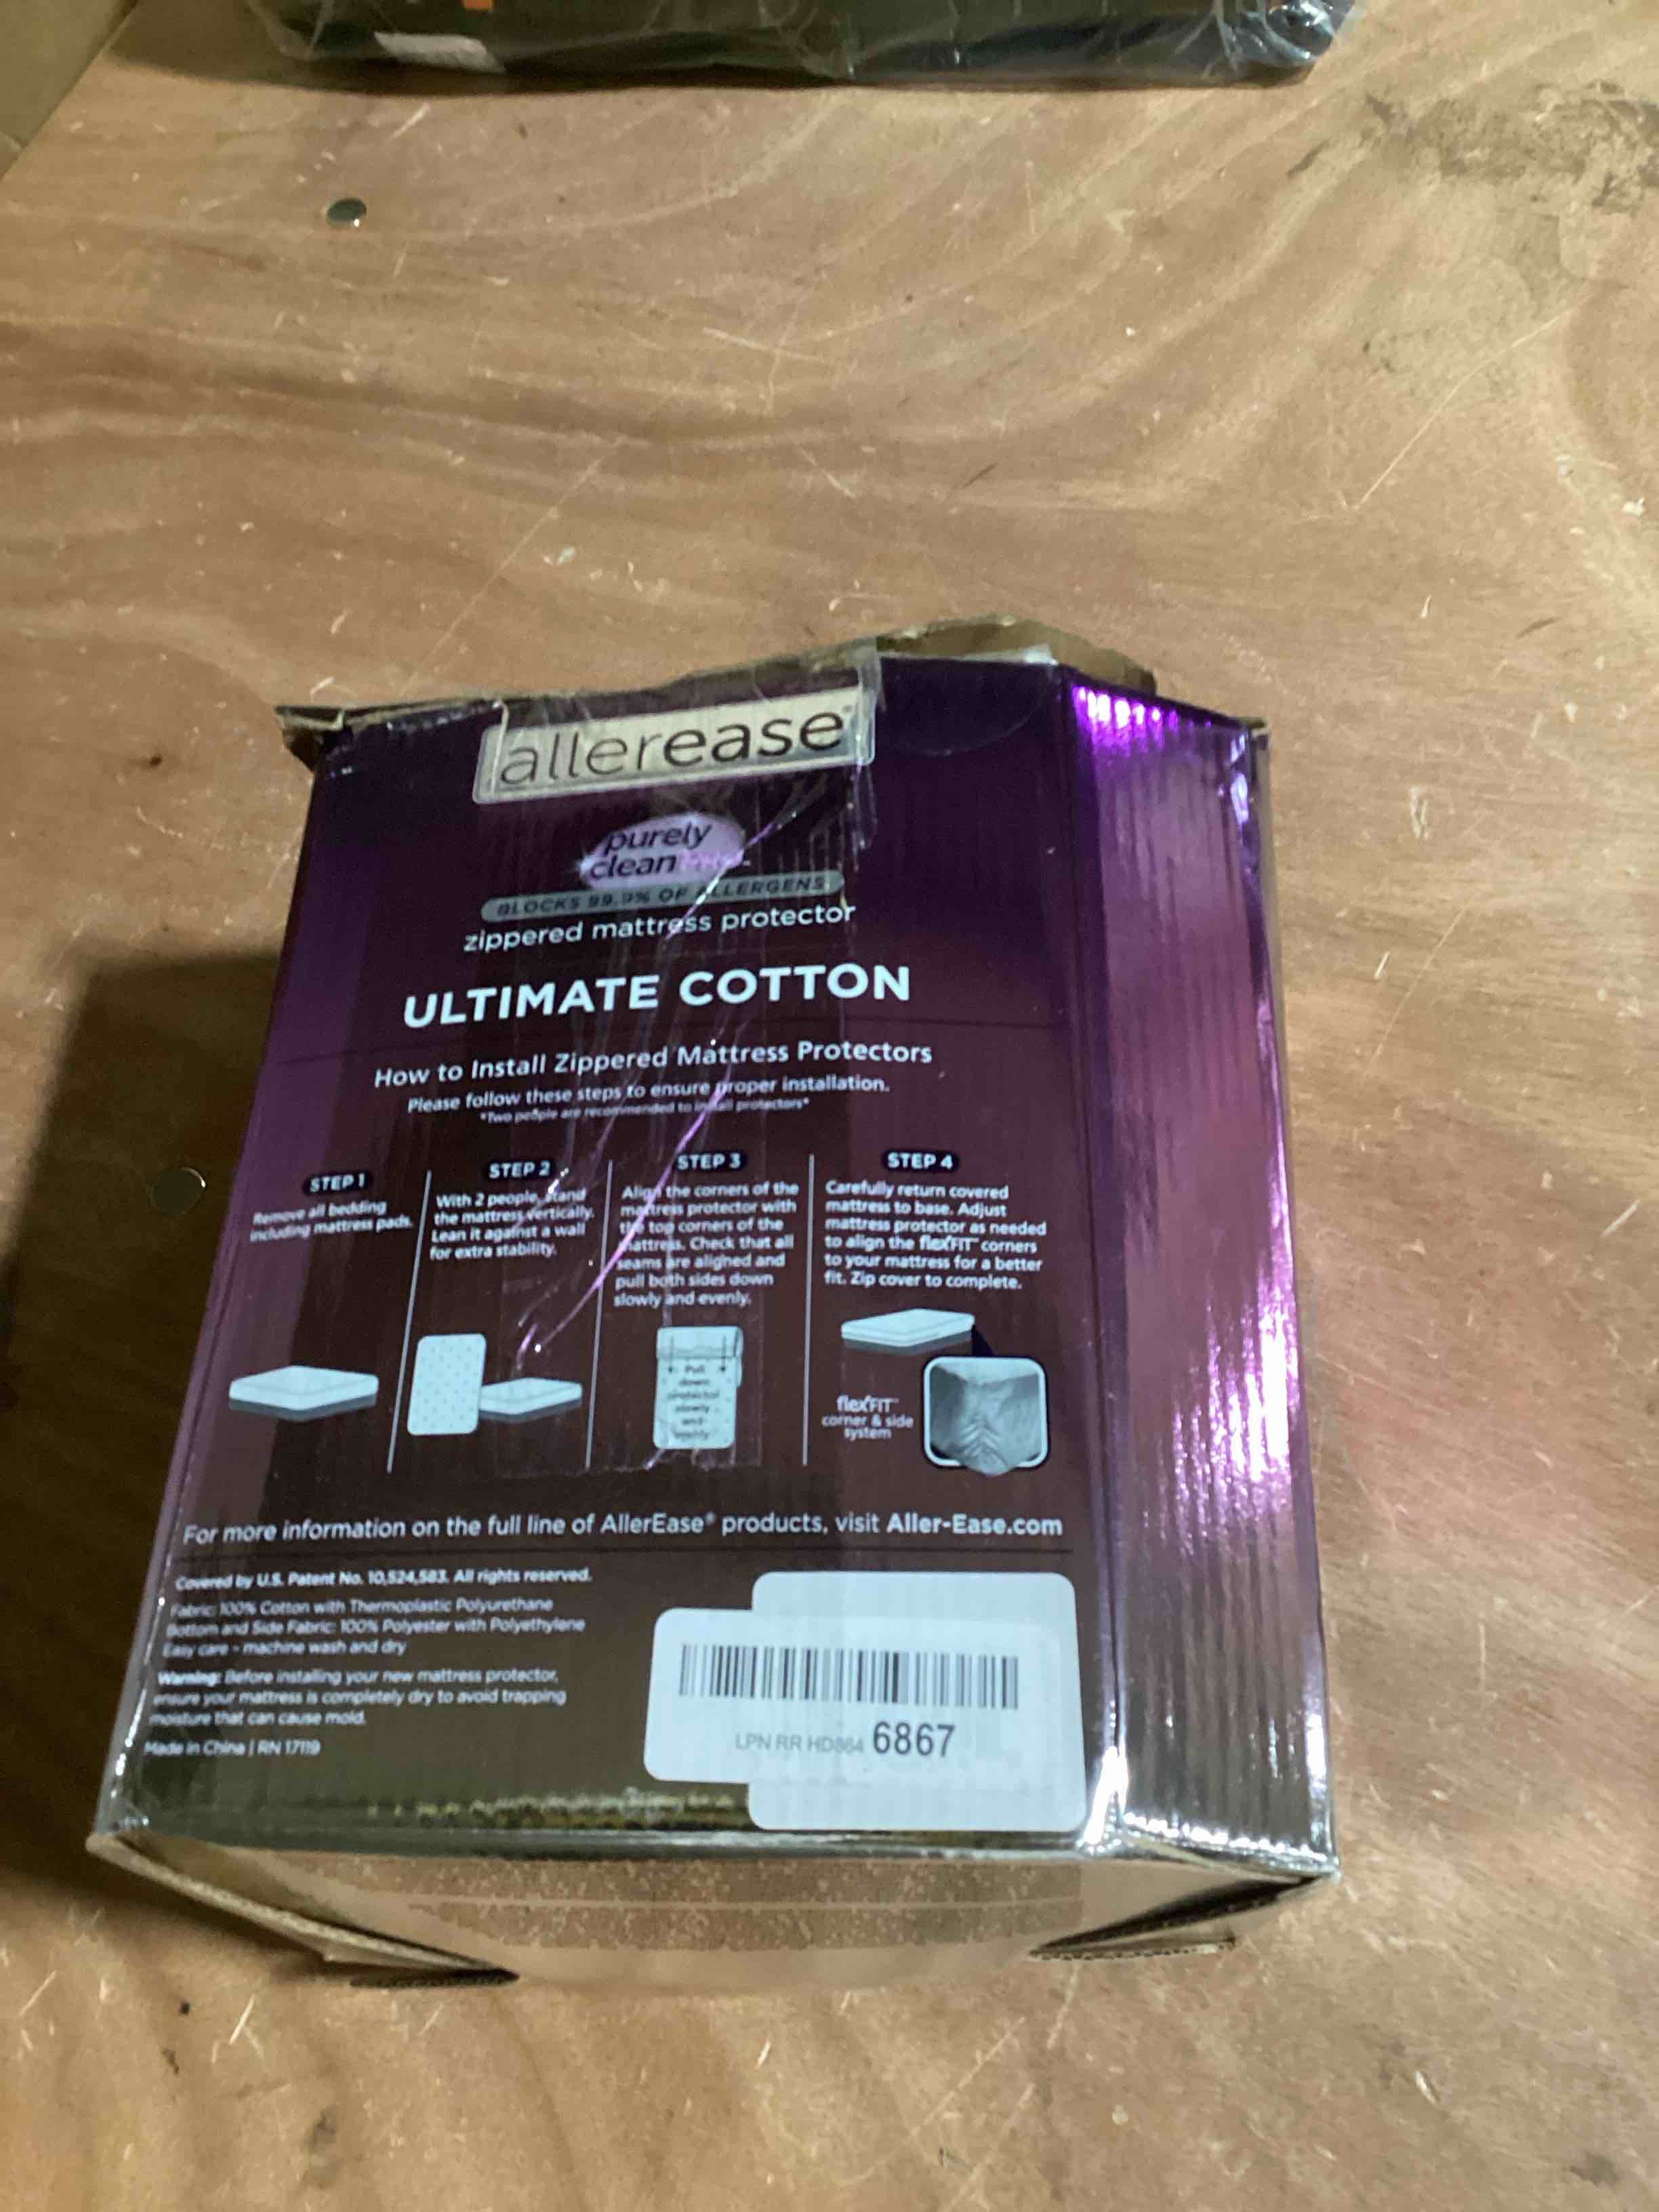 allerease®
purely
clean
BLOCKS 99.9% OF ALLERGENS
zippered mattress protector
ULTIMATE COTTON
How to Install Zippered Mattress Protectors
Please follow these steps to ensure proper installation.
*Two people are recommended to install protectors*
STEP 1
Remove all bedding
including mattress pads.
STEP 2
With 2 people, stand
the mattress vertically.
Lean it against a wall
for extra stability.
STEP 3
Align the corners of the
mattress protector with
the top corners of the
mattress. Check that all
seams are aligned and
pull both sides down
slowly and evenly.
Pull
down
protector
slowly
and
evenly
STEP 4
Carefully return covered
mattress to base. Adjust
mattress protector as needed
to align the flexFIT™ corners
to your mattress for a better
fit. Zip cover to complete.
flexFIT™
corner & side
system
For more information on the full line of AllerEase® products, visit Aller-Ease.com
Covered by U.S. Patent No. 10,524,583. All rights reserved.
Fabric: 100% Cotton with Thermoplastic Polyurethane
Bottom and Side Fabric: 100% Polyester with Polyethylene
Easy care - machine wash and dry
Warning: Before installing your new mattress protector,
ensure your mattress is completely dry to avoid trapping
moisture that can cause mold.
Made in China | RN 17119
LPN RR HD864 6867